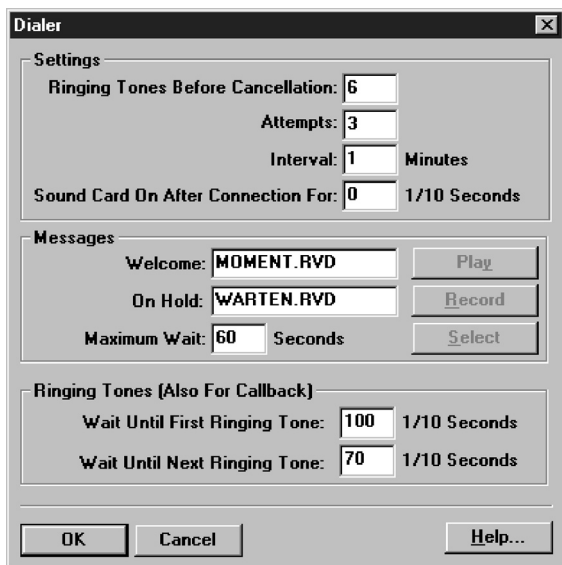 Dialer
Settings
Ringing Tones Before Cancellation: 6
Attempts: 3
Interval: 1 Minutes
Sound Card On After Connection For: 0 1/10 Seconds
Messages
Welcome: MOMENT.RVD Play
On Hold: WARTEN.RVD Record
Maximum Wait: 60 Seconds Select
Ringing Tones (Also For Callback)
Wait Until First Ringing Tone: 100 1/10 Seconds
Wait Until Next Ringing Tone: 70 1/10 Seconds
OK Cancel Help...